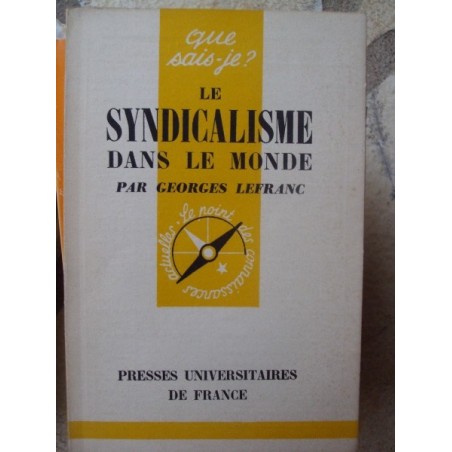 que
sais-je?
LE
SYNDICALISME
DANS LE MONDE
PAR GEORGES LEFRANC
Le point des connaissances actuelles
PRESSES UNIVERSITAIRES
DE FRANCE